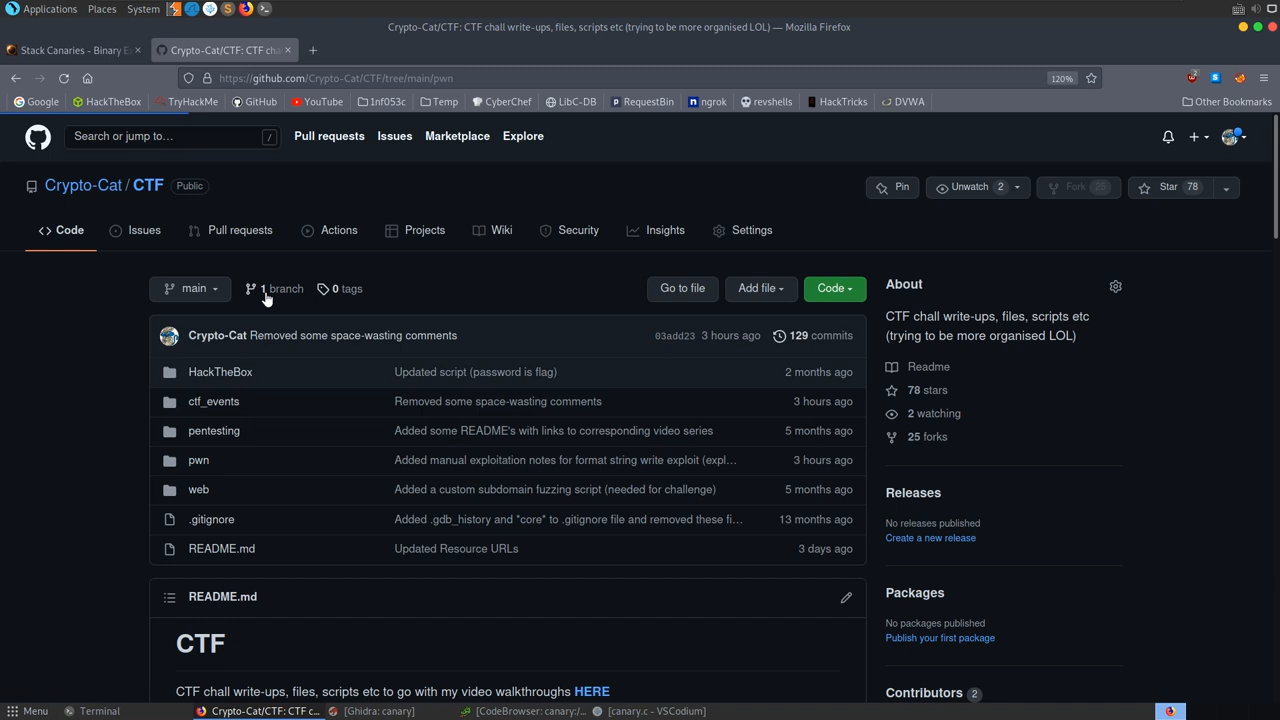 Applications Places System
Crypto-Cat/CTF: CTF chall write-ups, files, scripts etc (trying to be more organised LOL) — Mozilla Firefox
Stack Canaries - Binary E
Crypto-Cat/CTF: CTF cha
https://github.com/Crypto-Cat/CTF/tree/main/pwn 120%
Google HackTheBox TryHackMe GitHub YouTube 1nf053c Temp CyberChef LibC-DB RequestBin ngrok revshells HackTricks DVWA Other Bookmarks
Search or jump to… / Pull requests Issues Marketplace Explore
Crypto-Cat / CTF Public Pin Unwatch 2 Fork 25 Star 78
Code Issues Pull requests Actions Projects Wiki Security Insights Settings
main 1 branch 0 tags Go to file Add file Code
Crypto-Cat Removed some space-wasting comments 03add23 3 hours ago 129 commits
HackTheBox Updated script (password is flag) 2 months ago
ctf_events Removed some space-wasting comments 3 hours ago
pentesting Added some README's with links to corresponding video series 5 months ago
pwn Added manual exploitation notes for format string write exploit (expl… 3 hours ago
web Added a custom subdomain fuzzing script (needed for challenge) 5 months ago
.gitignore Added .gdb_history and *core* to .gitignore file and removed these fi… 13 months ago
README.md Updated Resource URLs 3 days ago
README.md
CTF
CTF chall write-ups, files, scripts etc to go with my video walkthroughs HERE
About
CTF chall write-ups, files, scripts etc
(trying to be more organised LOL)
Readme
78 stars
2 watching
25 forks
Releases
No releases published
Create a new release
Packages
No packages published
Publish your first package
Contributors 2
Menu Terminal Crypto-Cat/CTF: CTF c… [Ghidra: canary] [CodeBrowser: canary:/… [canary.c - VSCodium]